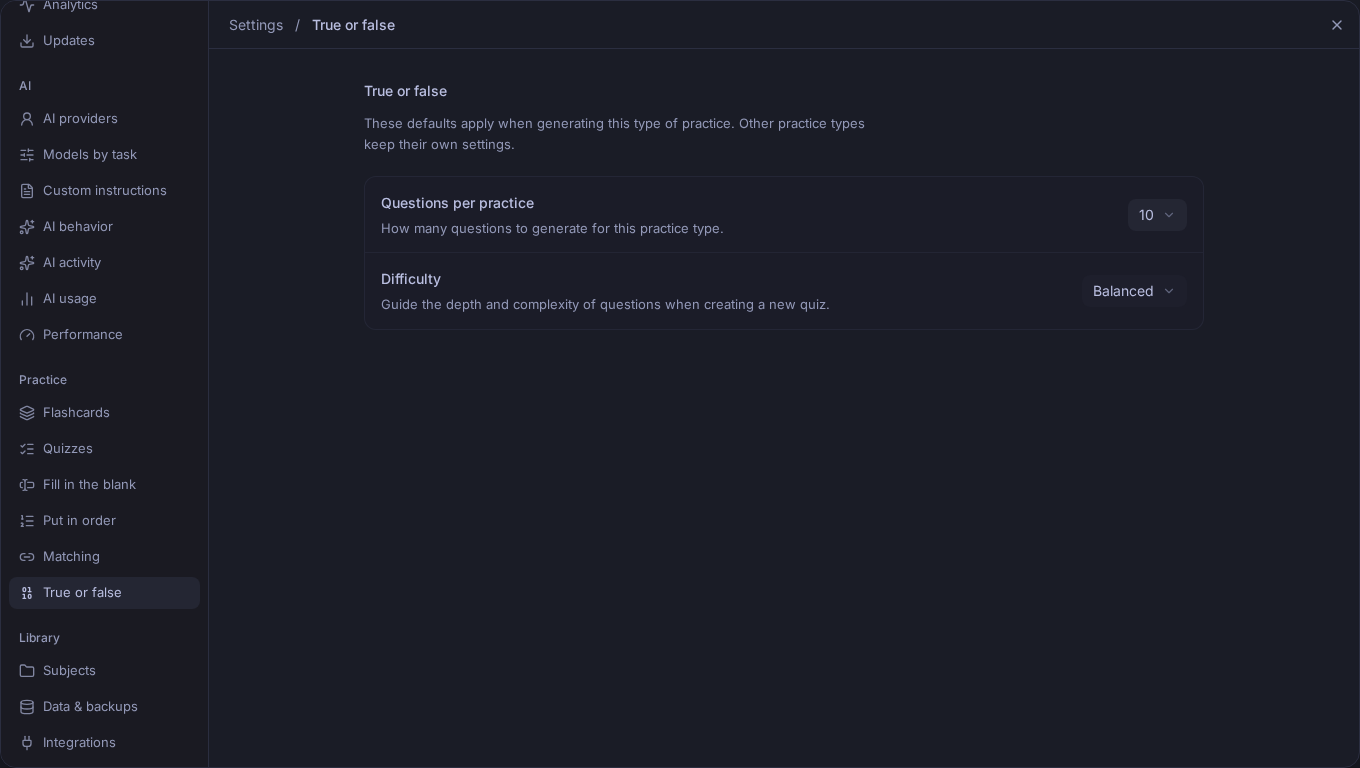 Analytics
Updates
AI
AI providers
Models by task
Custom instructions
AI behavior
AI activity
AI usage
Performance
Practice
Flashcards
Quizzes
Fill in the blank
Put in order
Matching
True or false
Library
Subjects
Data & backups
Integrations
Settings / True or false
True or false
These defaults apply when generating this type of practice. Other practice types
keep their own settings.
Questions per practice
How many questions to generate for this practice type.
10
Difficulty
Guide the depth and complexity of questions when creating a new quiz.
Balanced